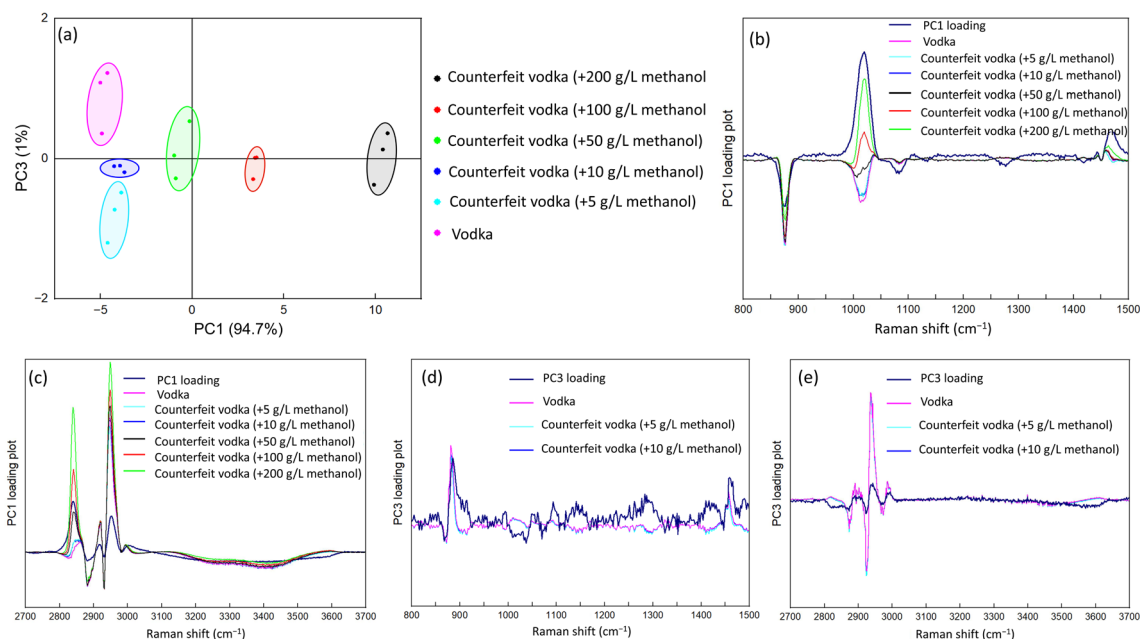 (a)
2
0
−2
PC3 (1%)
−5
0
5
10
PC1 (94.7%)
Counterfeit vodka (+200 g/L methanol
Counterfeit vodka (+100 g/L methanol)
Counterfeit vodka (+50 g/L methanol)
Counterfeit vodka (+10 g/L methanol)
Counterfeit vodka (+5 g/L methanol)
Vodka
(b)
PC1 loading
Vodka
Counterfeit vodka (+5 g/L methanol)
Counterfeit vodka (+10 g/L methanol)
Counterfeit vodka (+50 g/L methanol)
Counterfeit vodka (+100 g/L methanol)
Counterfeit vodka (+200 g/L methanol)
PC1 loading plot
800
900
1000
1100
1200
1300
1400
1500
Raman shift (cm⁻¹)
(c)
PC1 loading
Vodka
Counterfeit vodka (+5 g/L methanol)
Counterfeit vodka (+10 g/L methanol)
Counterfeit vodka (+50 g/L methanol)
Counterfeit vodka (+100 g/L methanol)
Counterfeit vodka (+200 g/L methanol)
PC1 loading plot
2700
2800
2900
3000
3100
3200
3300
3400
3500
3600
3700
Raman shift (cm⁻¹)
(d)
PC3 loading
Vodka
Counterfeit vodka (+5 g/L methanol)
Counterfeit vodka (+10 g/L methanol)
PC3 loading plot
800
900
1000
1100
1200
1300
1400
1500
Raman shift (cm⁻¹)
(e)
PC3 loading
Vodka
Counterfeit vodka (+5 g/L methanol)
Counterfeit vodka (+10 g/L methanol)
PC3 loading plot
2700
2800
2900
3000
3100
3200
3300
3400
3500
3600
3700
Raman shift (cm⁻¹)